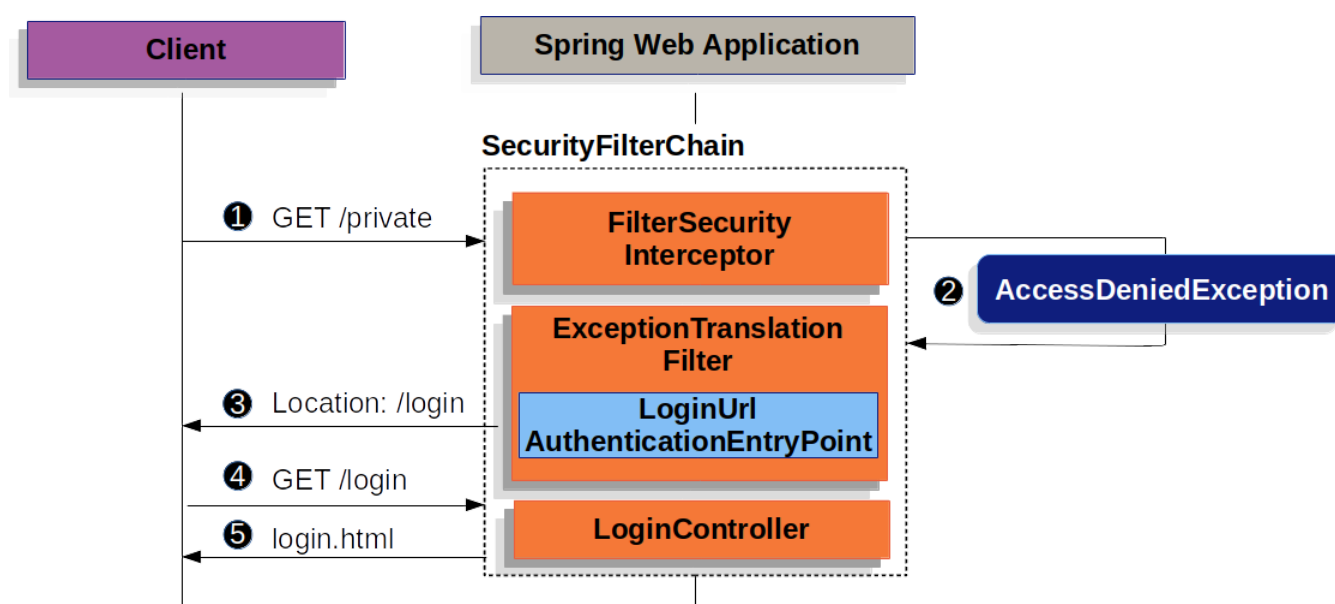 Client
Spring Web Application
SecurityFilterChain
1 GET /private
FilterSecurity
Interceptor
2 AccessDeniedException
ExceptionTranslation
Filter
3 Location: /login
LoginUrl
AuthenticationEntryPoint
4 GET /login
LoginController
5 login.html